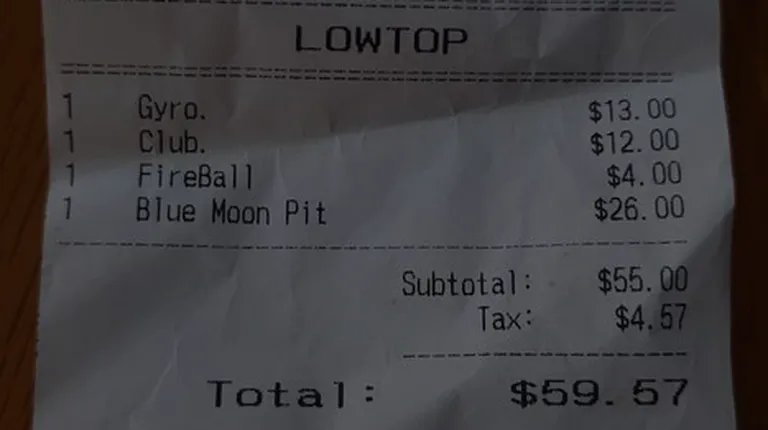 LOWTOP
1 Gyro. $13.00
1 Club. $12.00
1 FireBall $4.00
1 Blue Moon Pit $26.00
Subtotal: $55.00
Tax: $4.57
Total: $59.57